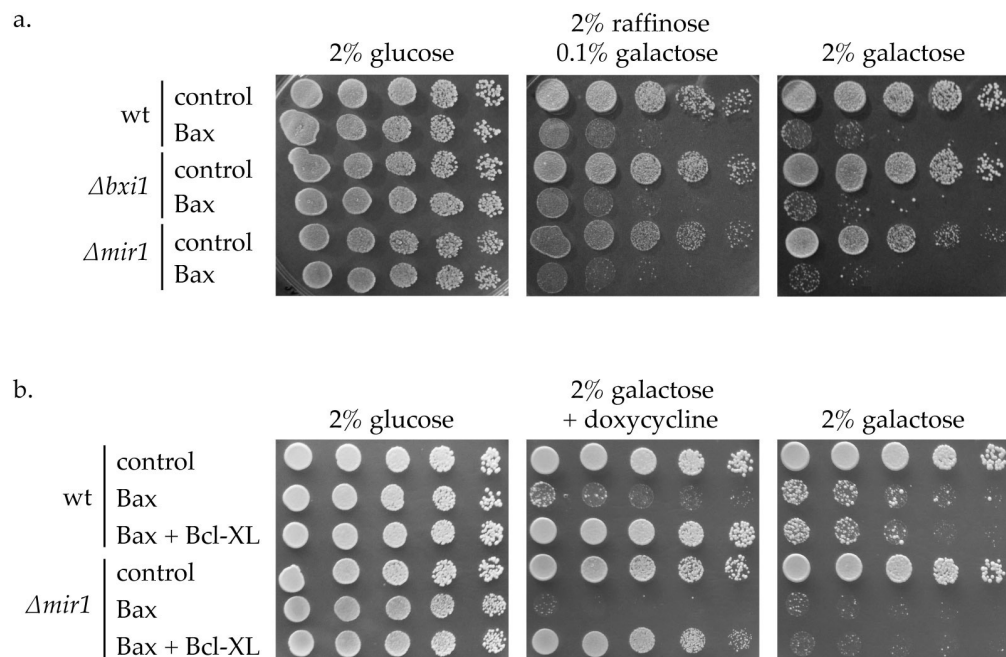 a.
2% glucose
2% raffinose
0.1% galactose
2% galactose
wt
control
Bax
Δbxi1
control
Bax
Δmir1
control
Bax
b.
2% glucose
2% galactose
+ doxycycline
2% galactose
wt
control
Bax
Bax + Bcl-XL
Δmir1
control
Bax
Bax + Bcl-XL